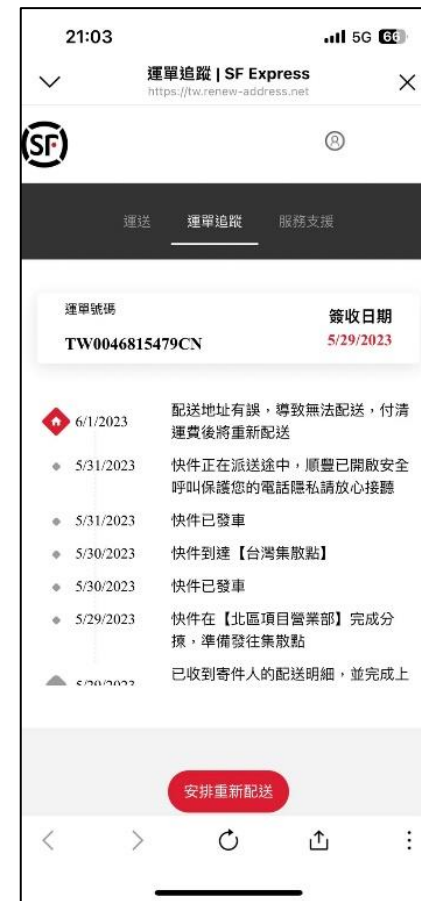 21:03
5G 66
運單追蹤 | SF Express
https://tw.renew-address.net
SF
運送 運單追蹤 服務支援
運單號碼
簽收日期
TW0046815479CN
5/29/2023
6/1/2023
配送地址有誤，導致無法配送，付清
運費後將重新配送
5/31/2023
快件正在派送途中，順豐已開啟安全
呼叫保護您的電話隱私請放心接聽
5/31/2023
快件已發車
5/30/2023
快件到達【台灣集散點】
5/30/2023
快件已發車
5/29/2023
快件在【北區項目營業部】完成分
揀，準備發往集散點
5/29/2023
已收到寄件人的配送明細，並完成上
安排重新配送